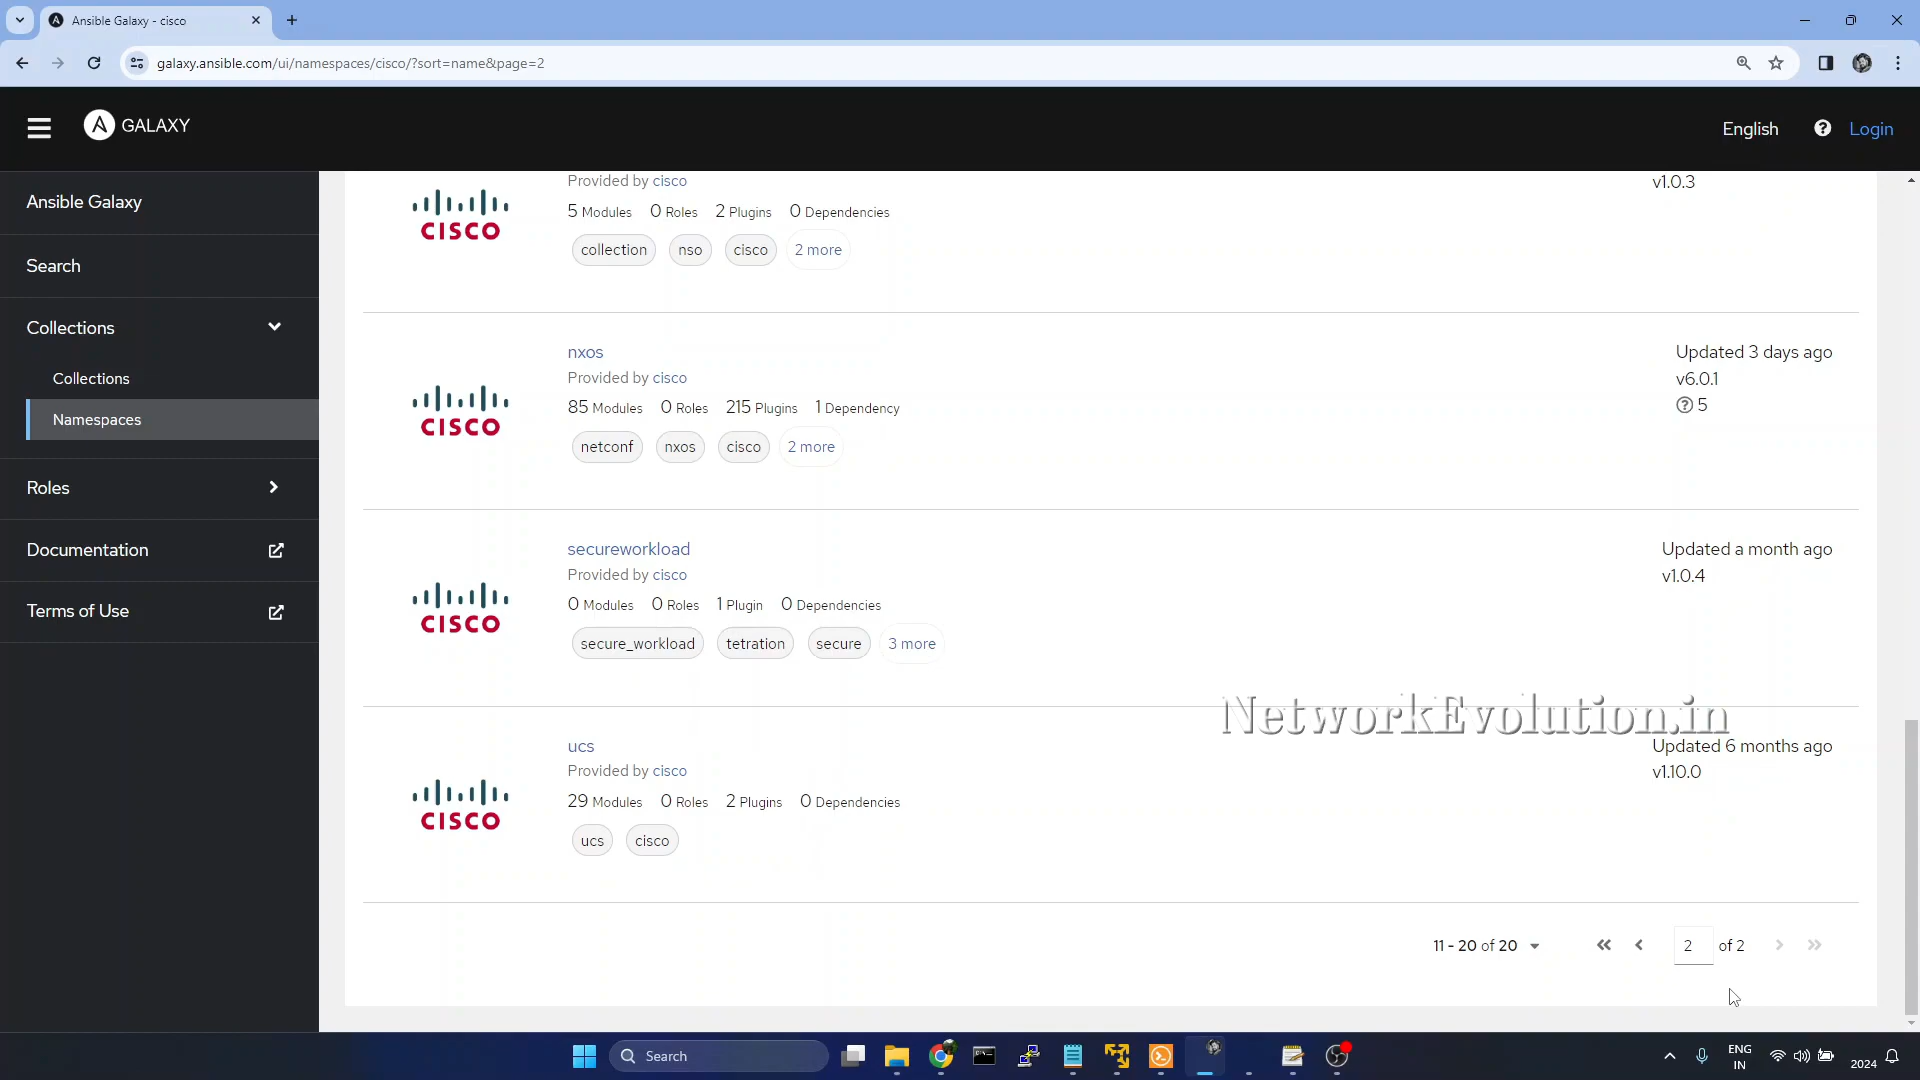 Ansible Galaxy - cisco
galaxy.ansible.com/ui/namespaces/cisco/?sort=name&page=2
GALAXY
English
Login
Ansible Galaxy
Search
Collections
Collections
Namespaces
Roles
Documentation
Terms of Use
CISCO
Provided by cisco
v1.0.3
5 Modules 0 Roles 2 Plugins 0 Dependencies
collection nso cisco 2 more
CISCO
nxos
Updated 3 days ago
Provided by cisco
v6.0.1
85 Modules 0 Roles 215 Plugins 1 Dependency
5
netconf nxos cisco 2 more
CISCO
secureworkload
Updated a month ago
Provided by cisco
v1.0.4
0 Modules 0 Roles 1 Plugin 0 Dependencies
secure_workload tetration secure 3 more
NetworkEvolution.in
CISCO
ucs
Updated 6 months ago
Provided by cisco
v1.10.0
29 Modules 0 Roles 2 Plugins 0 Dependencies
ucs cisco
11 - 20 of 20
2 of 2
Search
ENG
IN
2024